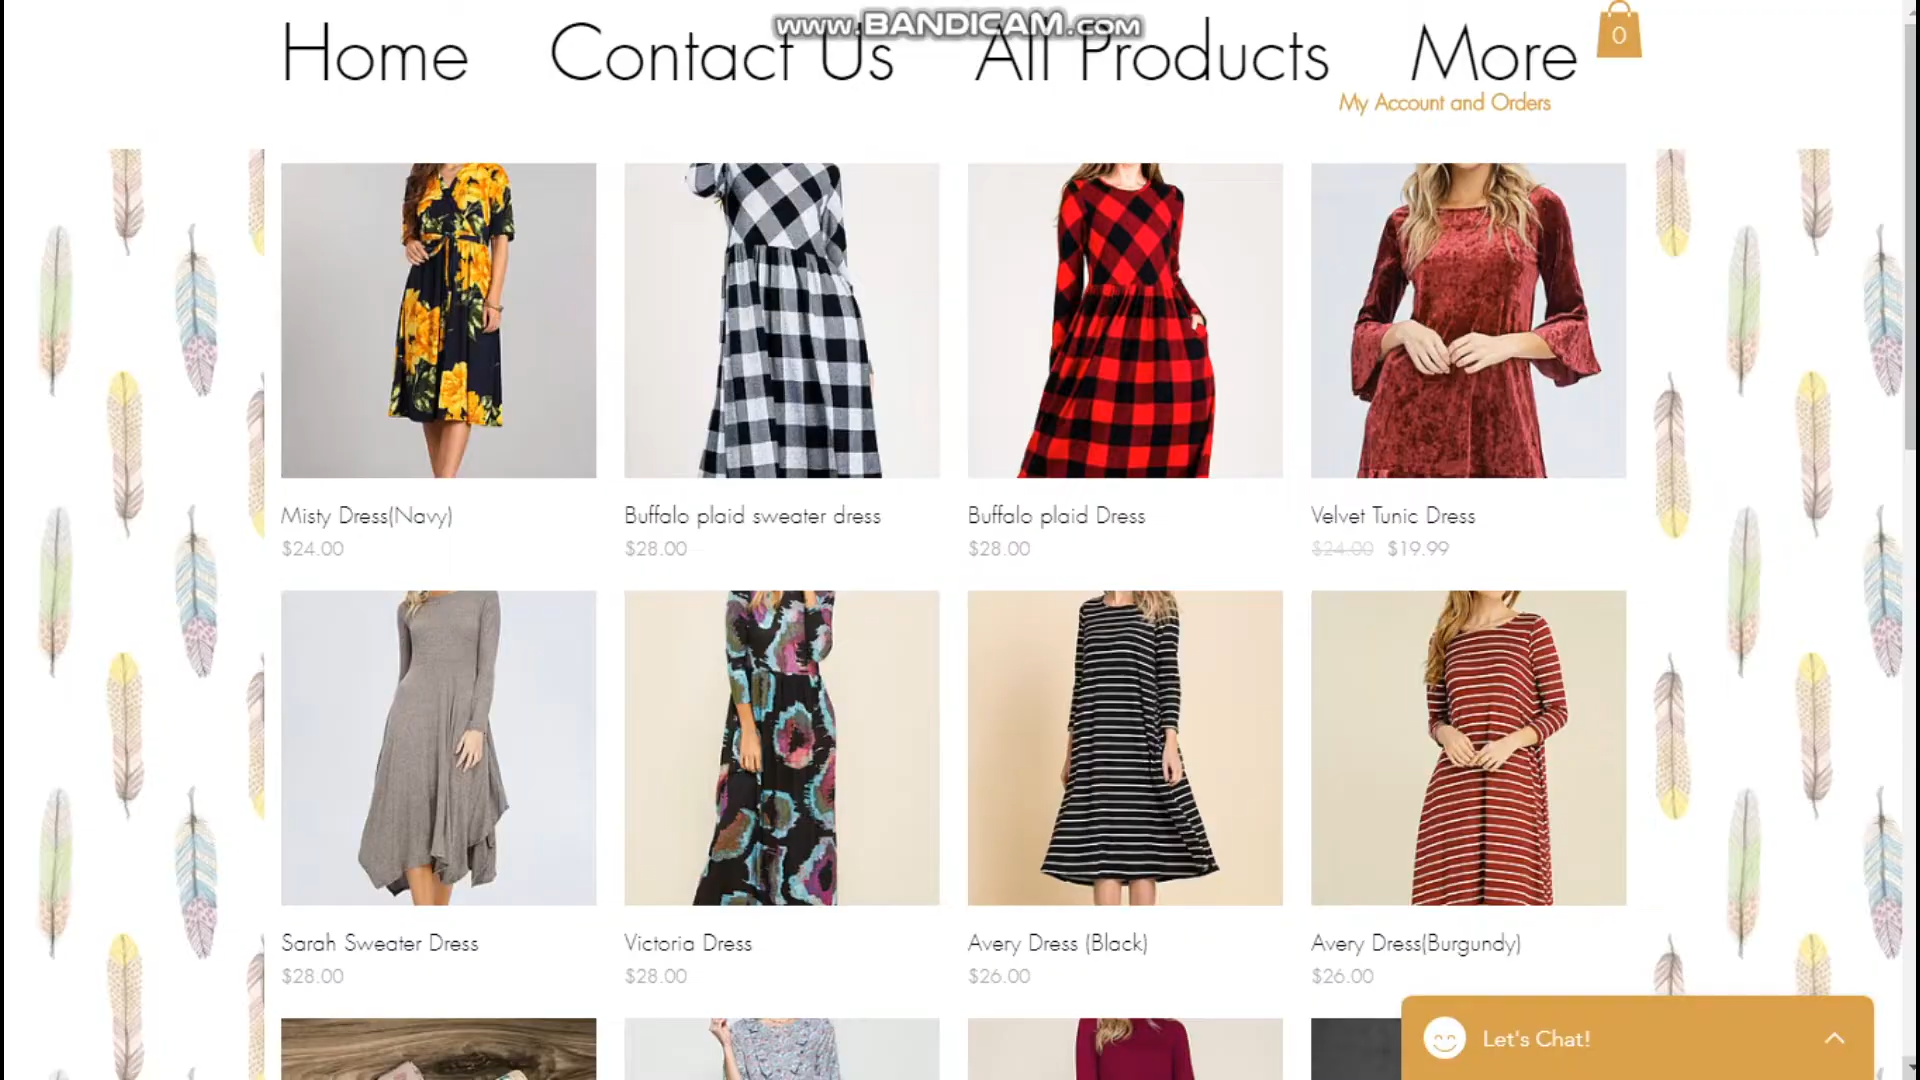 www.BANDICAM.com
Home Contact Us All Products More
0
My Account and Orders
Misty Dress(Navy) Buffalo plaid sweater dress Buffalo plaid Dress Velvet Tunic Dress
$24.00 $28.00 $28.00 $24.00 $19.99
Sarah Sweater Dress Victoria Dress Avery Dress (Black) Avery Dress(Burgundy)
$28.00 $28.00 $26.00 $26.00
Let's Chat!